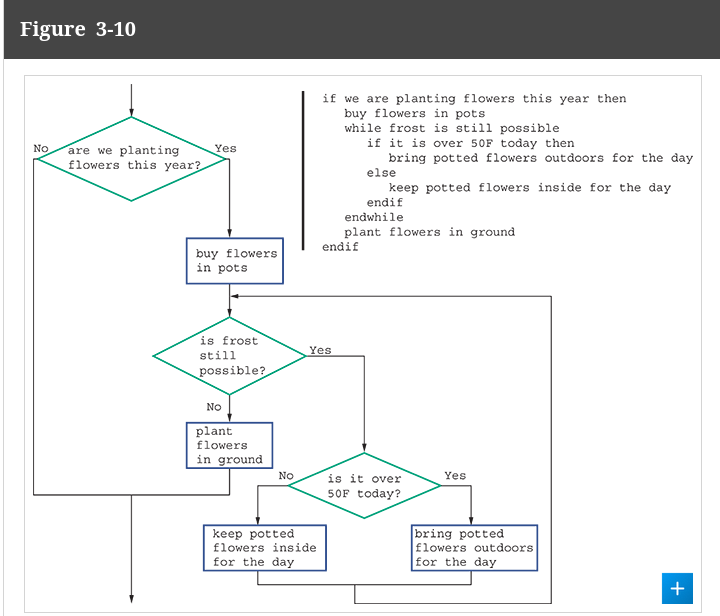 Figure 3-10
if we are planting flowers this year then
buy flowers in pots
while frost is still possible
if it is over 50F today then
bring potted flowers outdoors for the day
else
keep potted flowers inside for the day
endif
endwhile
plant flowers in ground
endif
No
are we planting
flowers this year?
Yes
buy flowers
in pots
is frost
still
possible?
Yes
No
plant
flowers
in ground
No
is it over
50F today?
Yes
keep potted
flowers inside
for the day
bring potted
flowers outdoors
for the day
+